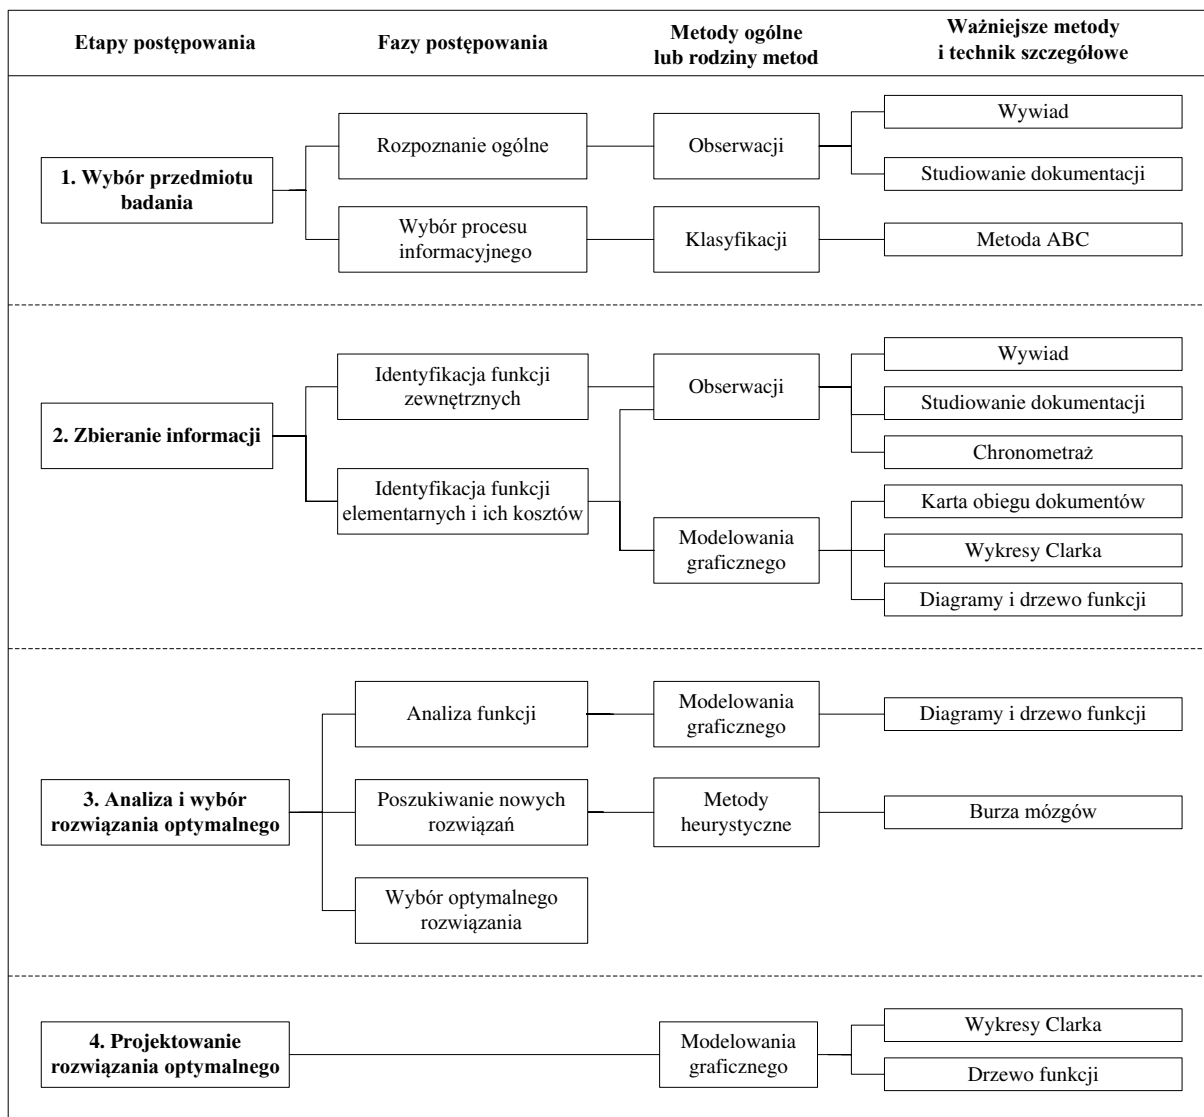 Etapy postępowania
Fazy postępowania
Metody ogólne
lub rodziny metod
Ważniejsze metody
i technik szczegółowe
1. Wybór przedmiotu
badania
Rozpoznanie ogólne
Obserwacji
Wywiad
Studiowanie dokumentacji
Wybór procesu
informacyjnego
Klasyfikacji
Metoda ABC
2. Zbieranie informacji
Identyfikacja funkcji
zewnętrznych
Obserwacji
Wywiad
Studiowanie dokumentacji
Chronometraż
Identyfikacja funkcji
elementarnych i ich kosztów
Modelowania
graficznego
Karta obiegu dokumentów
Wykresy Clarka
Diagramy i drzewo funkcji
3. Analiza i wybór
rozwiązania optymalnego
Analiza funkcji
Modelowania
graficznego
Diagramy i drzewo funkcji
Poszukiwanie nowych
rozwiązań
Metody
heurystyczne
Burza mózgów
Wybór optymalnego
rozwiązania
4. Projektowanie
rozwiązania optymalnego
Modelowania
graficznego
Wykresy Clarka
Drzewo funkcji